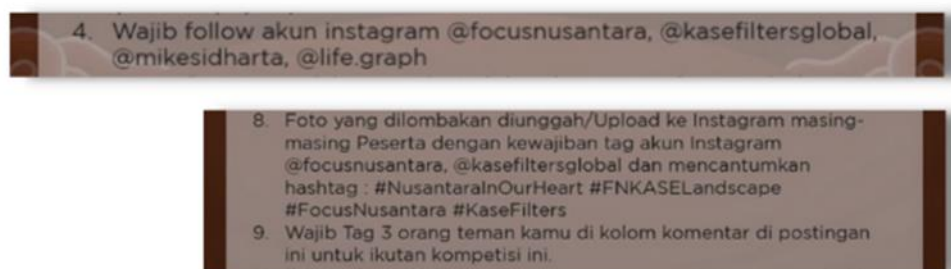 4. Wajib follow akun instagram @focusnusantara, @kasefiltersglobal,
@mikesidharta, @life.graph
8. Foto yang dilombakan diunggah/Upload ke Instagram masing-
masing Peserta dengan kewajiban tag akun Instagram
@focusnusantara, @kasefiltersglobal dan mencantumkan
hashtag : #NusantaraInOurHeart #FNKASELandscape
#FocusNusantara #KaseFilters
9. Wajib Tag 3 orang teman kamu di kolom komentar di postingan
ini untuk ikutan kompetisi ini.